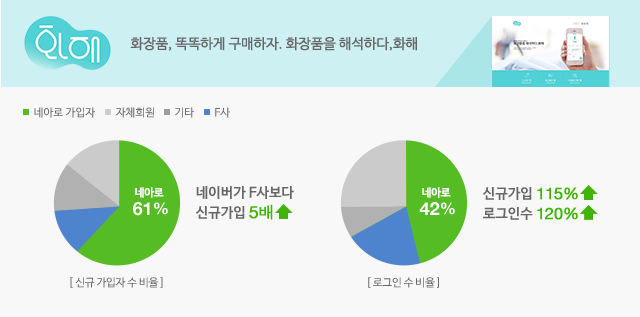 화해
화장품, 똑똑하게 구매하자. 화장품을 해석하다,화해
네아로 가입자 자체회원 기타 F사
네아로
61%
네이버가 F사보다
신규가입 5배
[ 신규 가입자 수 비율 ]
네아로
42%
신규가입 115%
로그인수 120%
[ 로그인 수 비율 ]